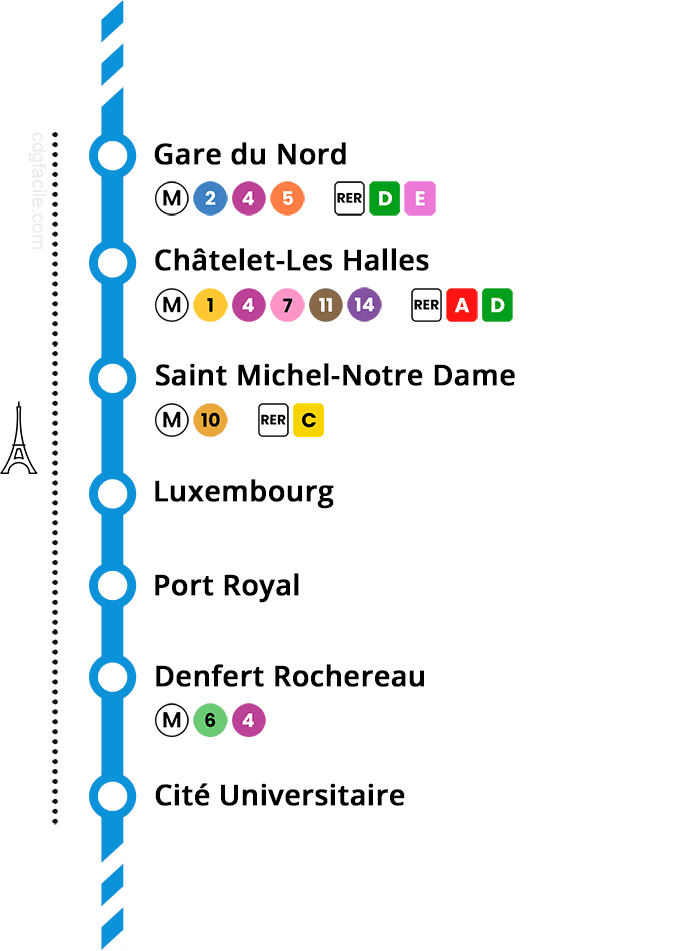 cdgfacile.com
Gare du Nord
M 2 4 5 RER D E
Châtelet-Les Halles
M 1 4 7 11 14 RER A D
Saint Michel-Notre Dame
M 10 RER C
Luxembourg
Port Royal
Denfert Rochereau
M 6 4
Cité Universitaire